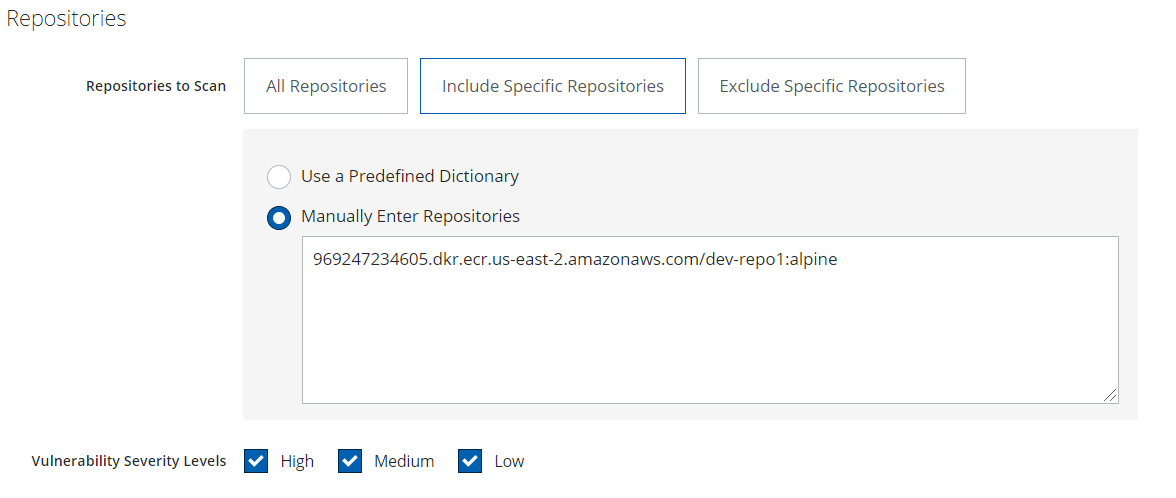 Repositories
Repositories to Scan All Repositories Include Specific Repositories Exclude Specific Repositories
Use a Predefined Dictionary
Manually Enter Repositories
969247234605.dkr.ecr.us-east-2.amazonaws.com/dev-repo1:alpine
Vulnerability Severity Levels High Medium Low